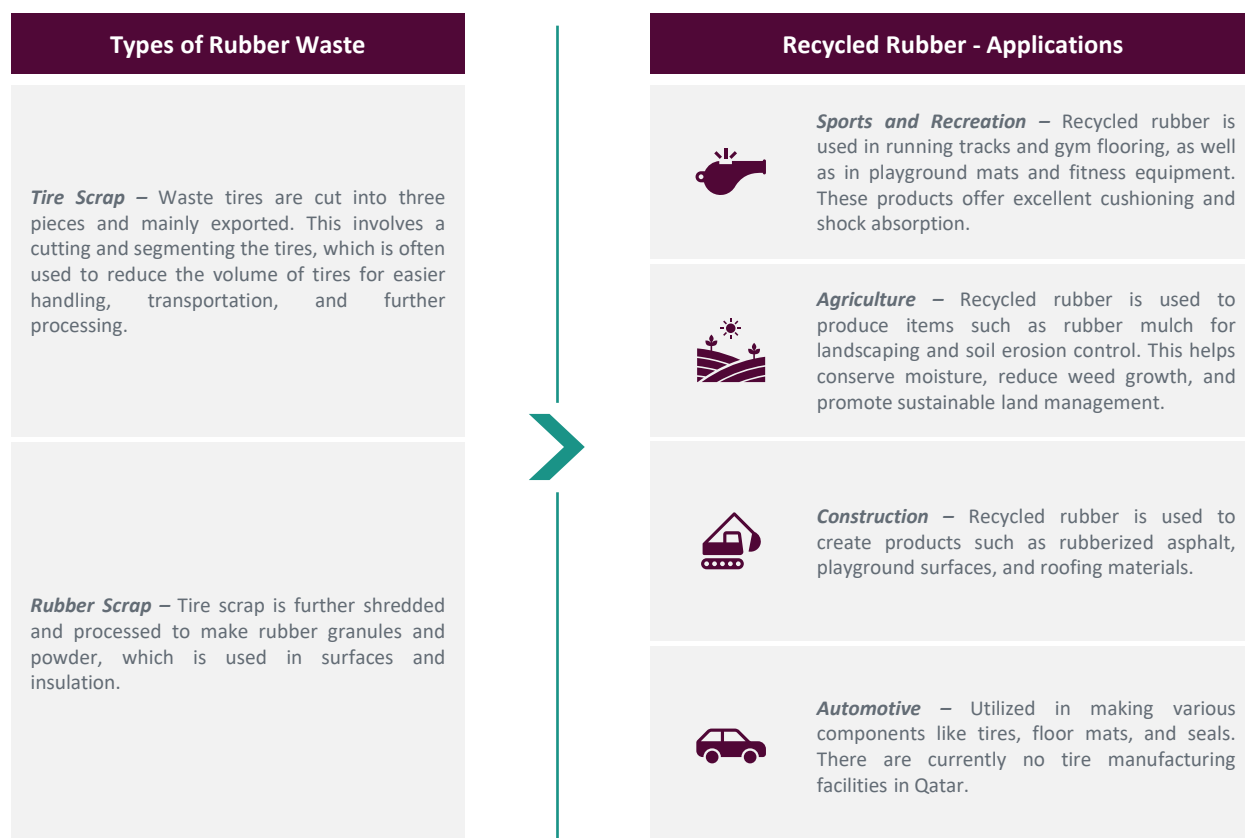 Types of Rubber Waste
Tire Scrap – Waste tires are cut into three
pieces and mainly exported. This involves a
cutting and segmenting the tires, which is often
used to reduce the volume of tires for easier
handling, transportation, and further
processing.
Rubber Scrap – Tire scrap is further shredded
and processed to make rubber granules and
powder, which is used in surfaces and
insulation.
Recycled Rubber - Applications
Sports and Recreation – Recycled rubber is
used in running tracks and gym flooring, as well
as in playground mats and fitness equipment.
These products offer excellent cushioning and
shock absorption.
Agriculture – Recycled rubber is used to
produce items such as rubber mulch for
landscaping and soil erosion control. This helps
conserve moisture, reduce weed growth, and
promote sustainable land management.
Construction – Recycled rubber is used to
create products such as rubberized asphalt,
playground surfaces, and roofing materials.
Automotive – Utilized in making various
components like tires, floor mats, and seals.
There are currently no tire manufacturing
facilities in Qatar.